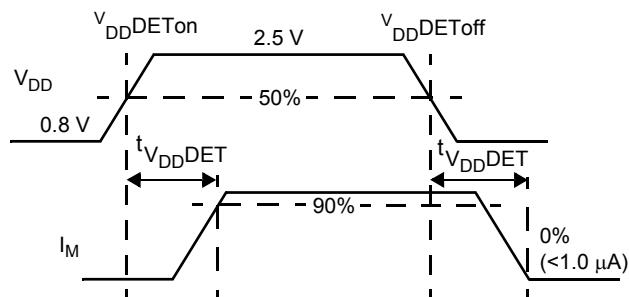 VDDDETon
VDDDEToff
2.5 V
VDD
50%
0.8 V
tVDDDET
tVDDDET
90%
IM
0%
(<1.0 µA)